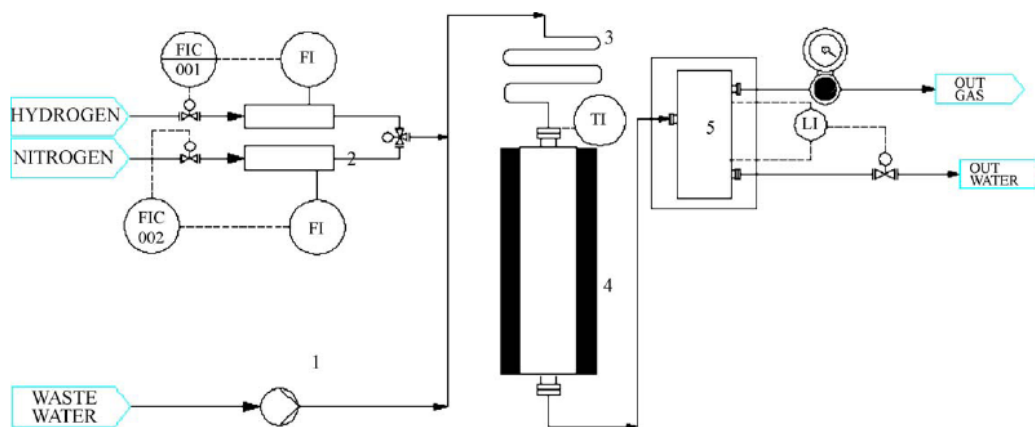 FIC
001
FI
3
HYDROGEN
NITROGEN
2
FIC
002
FI
TI
5
LI
OUT
GAS
OUT
WATER
4
1
WASTE
WATER